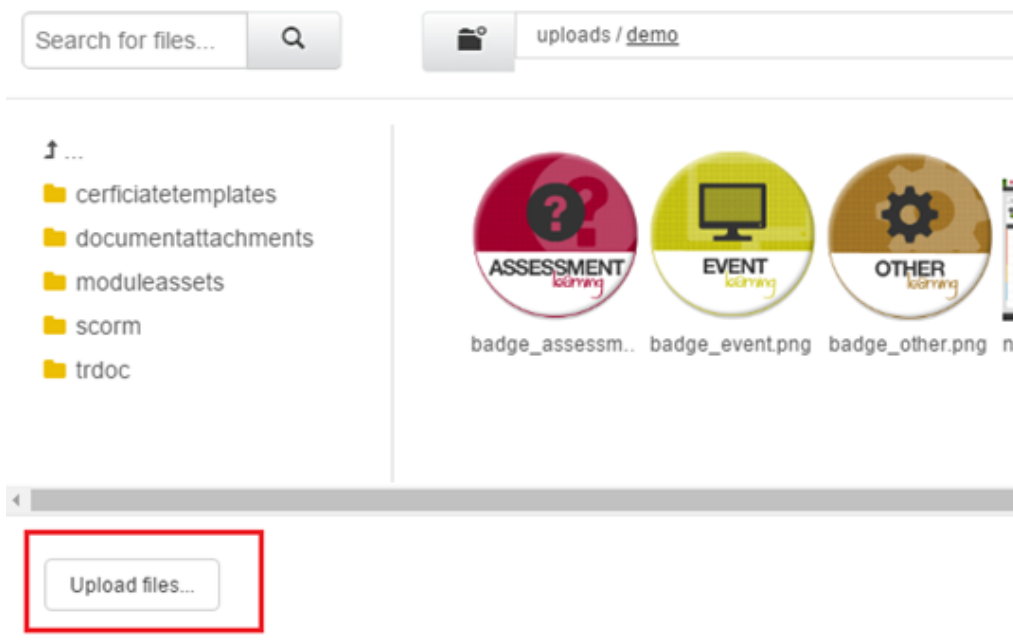 Search for files...
uploads / demo
...
cerficiatetemplates
documentattachments
moduleassets
scorm
trdoc
ASSESSMENT
learning
EVENT
learning
OTHER
learning
badge_assessm..
badge_event.png
badge_other.png
n
Upload files...